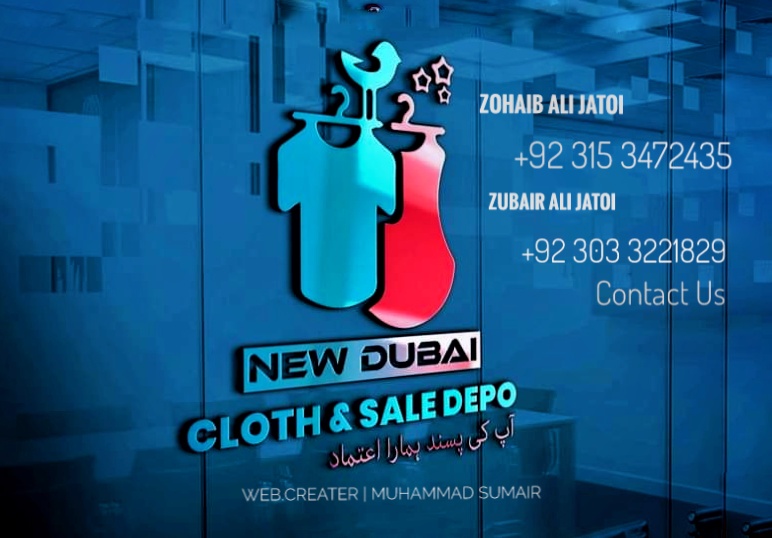 ZOHAIB ALI JATOI
+92 315 3472435
ZUBAIR ALI JATOI
+92 303 3221829
Contact Us
NEW DUBAI
CLOTH & SALE DEPO
آپ کی پسند ہمارا اعتماد
WEB.CREATER | MUHAMMAD SUMAIR